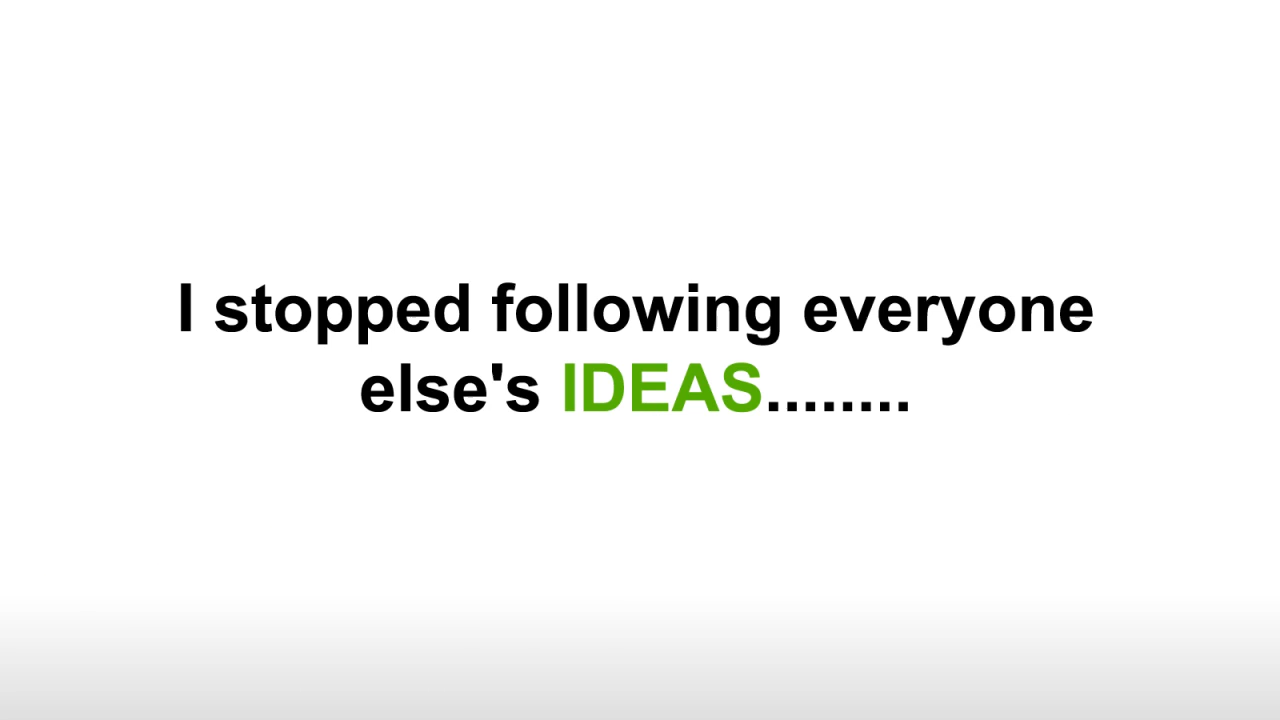 I stopped following everyone
else's IDEAS........